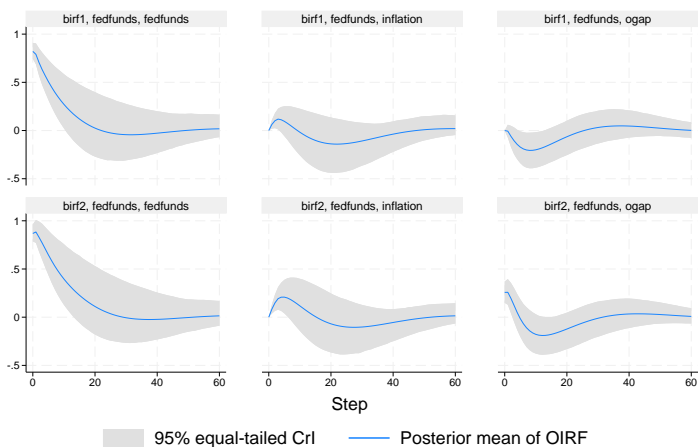 birf1, fedfunds, fedfunds
birf1, fedfunds, inflation
birf1, fedfunds, ogap
1
.5
0
-.5
birf2, fedfunds, fedfunds
birf2, fedfunds, inflation
birf2, fedfunds, ogap
1
.5
0
-.5
0 20 40 60
0 20 40 60
0 20 40 60
Step
95% equal-tailed CrI
Posterior mean of OIRF